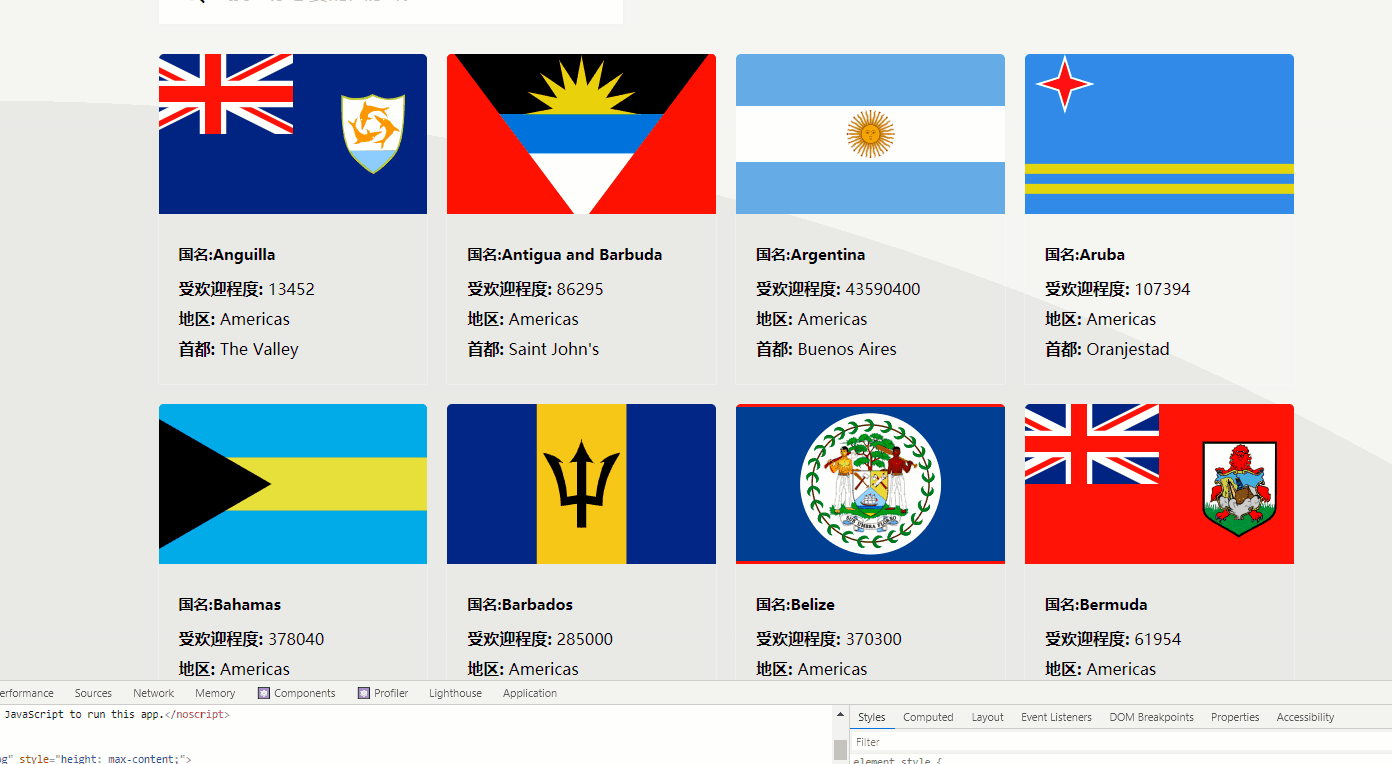 国名:Anguilla
国名:Antigua and Barbuda
国名:Argentina
国名:Aruba
受欢迎程度: 13452
受欢迎程度: 86295
受欢迎程度: 43590400
受欢迎程度: 107394
地区: Americas
地区: Americas
地区: Americas
地区: Americas
首都: The Valley
首都: Saint John's
首都: Buenos Aires
首都: Oranjestad
SUB UMBRA FLOREO
国名:Bahamas
国名:Barbados
国名:Belize
国名:Bermuda
受欢迎程度: 378040
受欢迎程度: 285000
受欢迎程度: 370300
受欢迎程度: 61954
地区: Americas
地区: Americas
地区: Americas
地区: Americas
erformance Sources Network Memory Components Profiler Lighthouse Application
JavaScript to run this app.</noscript>
Styles Computed Layout Event Listeners DOM Breakpoints Properties Accessibility
Filter
g" style="height: max-content;">
element.style {